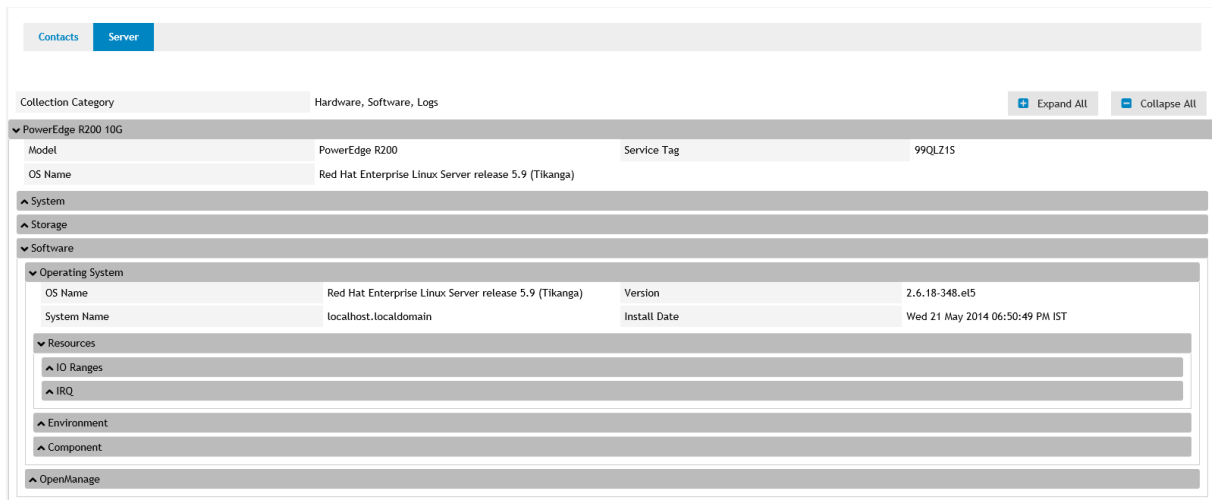 Contacts Server
Collection Category Hardware, Software, Logs Expand All Collapse All
PowerEdge R200 10G
Model PowerEdge R200 Service Tag 99QLZ1S
OS Name Red Hat Enterprise Linux Server release 5.9 (Tikanga)
System
Storage
Software
Operating System
OS Name Red Hat Enterprise Linux Server release 5.9 (Tikanga) Version 2.6.18-348.el5
System Name localhost.localdomain Install Date Wed 21 May 2014 06:50:49 PM IST
Resources
IO Ranges
IRQ
Environment
Component
OpenManage